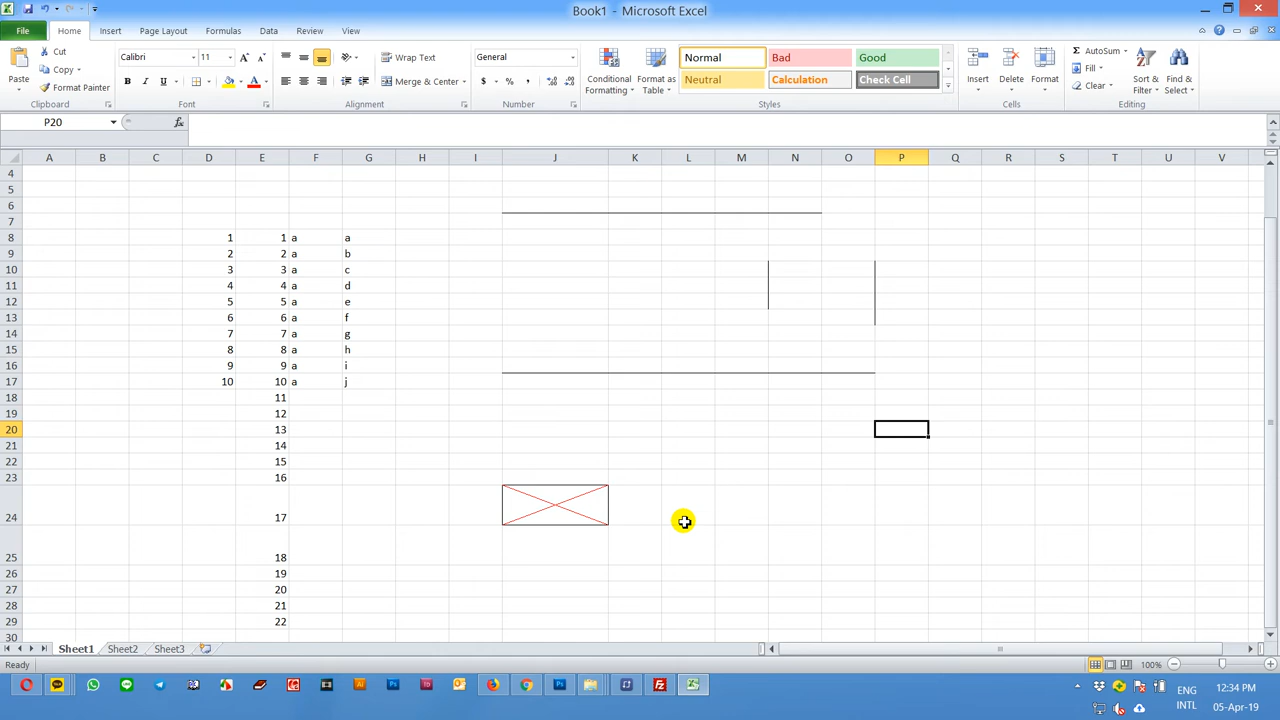 Book1 - Microsoft Excel
File Home Insert Page Layout Formulas Data Review View
Cut
Copy
Format Painter
Paste
Clipboard
Calibri 11
B I U
Font
Wrap Text
Merge & Center
Alignment
General
$ % ,
Number
Conditional Formatting
Format as Table
Normal Bad Good
Neutral Calculation Check Cell
Styles
Insert Delete Format
Cells
AutoSum
Fill
Clear
Sort & Filter
Find & Select
Editing
P20 fx
A B C D E F G H I J K L M N O P Q R S T U V
4
5
6
7
8 1 1 a a
9 2 2 a b
10 3 3 a c
11 4 4 a d
12 5 5 a e
13 6 6 a f
14 7 7 a g
15 8 8 a h
16 9 9 a i
17 10 10 a j
18 11
19 12
20 13
21 14
22 15
23 16
24 17
25 18
26 19
27 20
28 21
29 22
30
Sheet1 Sheet2 Sheet3
Ready 100%
ENG 12:34 PM
INTL 05-Apr-19